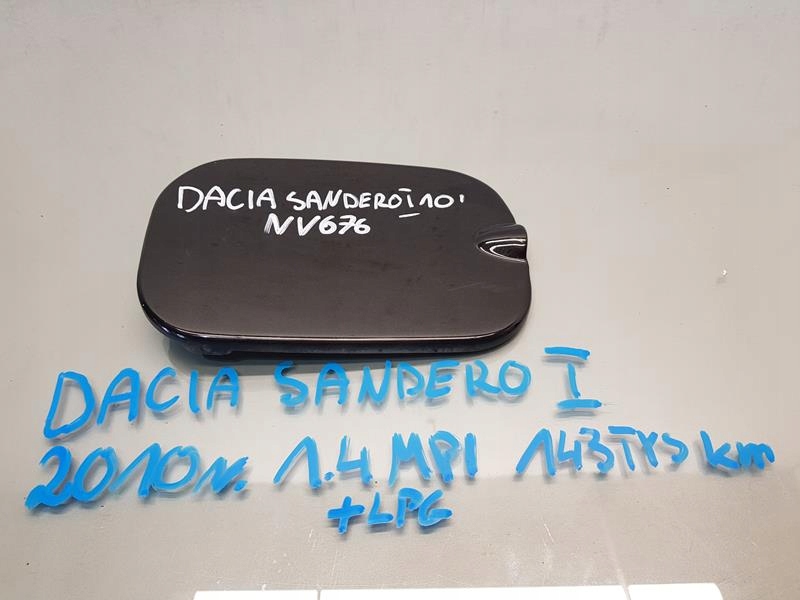 DACIA SANDERO I 10'
NV676
DACIA SANDERO I
2010r. 1.4 MPI 143TYS km
+LPG